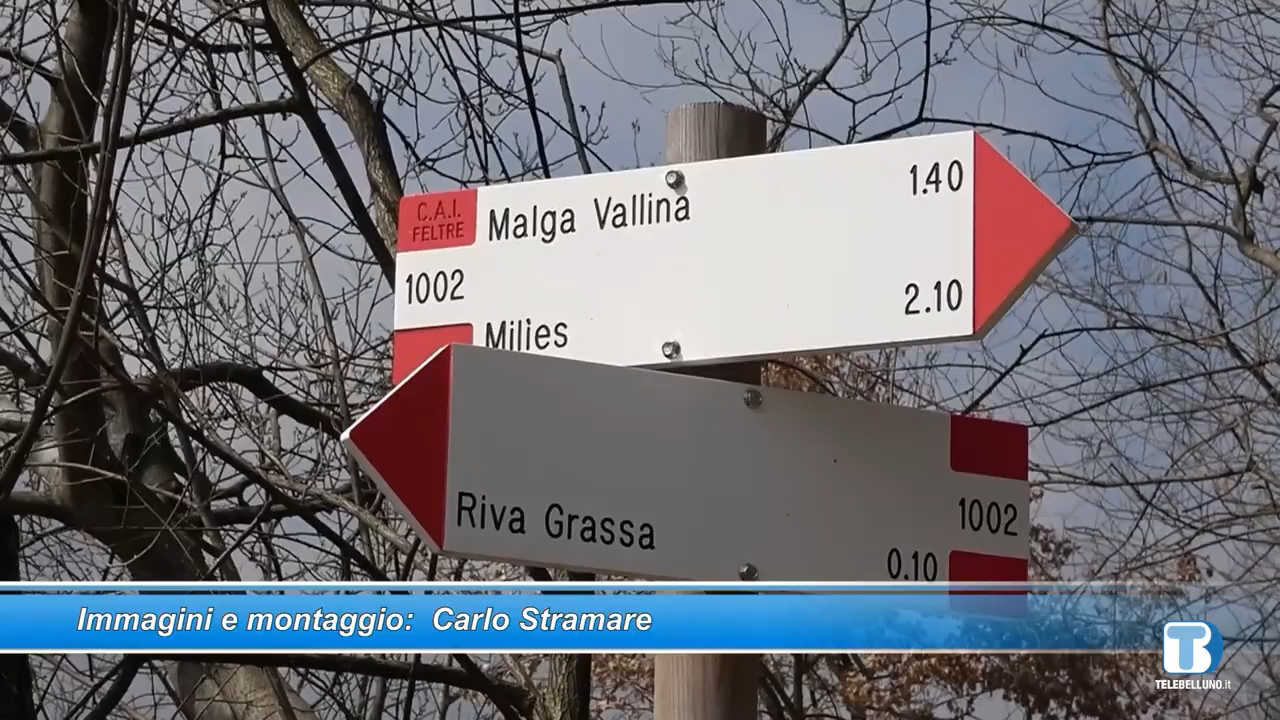 C.A.I.
FELTRE
Malga Vallina
1.40
1002
Milies
2.10
Riva Grassa
1002
0.10
Immagini e montaggio: Carlo Stramare
TB
TELEBELLUNO.it